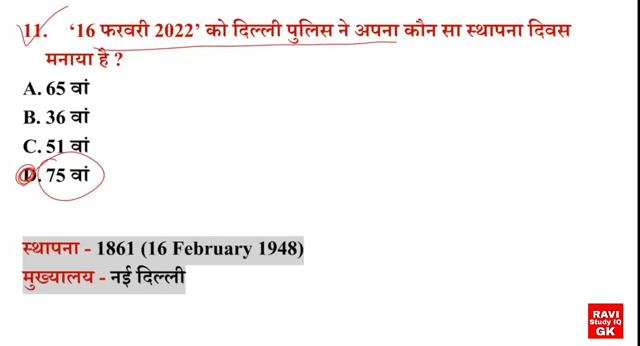 11. ‘16 फरवरी 2022’ को दिल्ली पुलिस ने अपना कौन सा स्थापना दिवस
मनाया है ?
A. 65 वां
B. 36 वां
C. 51 वां
D. 75 वां
स्थापना - 1861 (16 February 1948)
मुख्यालय - नई दिल्ली
RAVI
Study IQ
GK